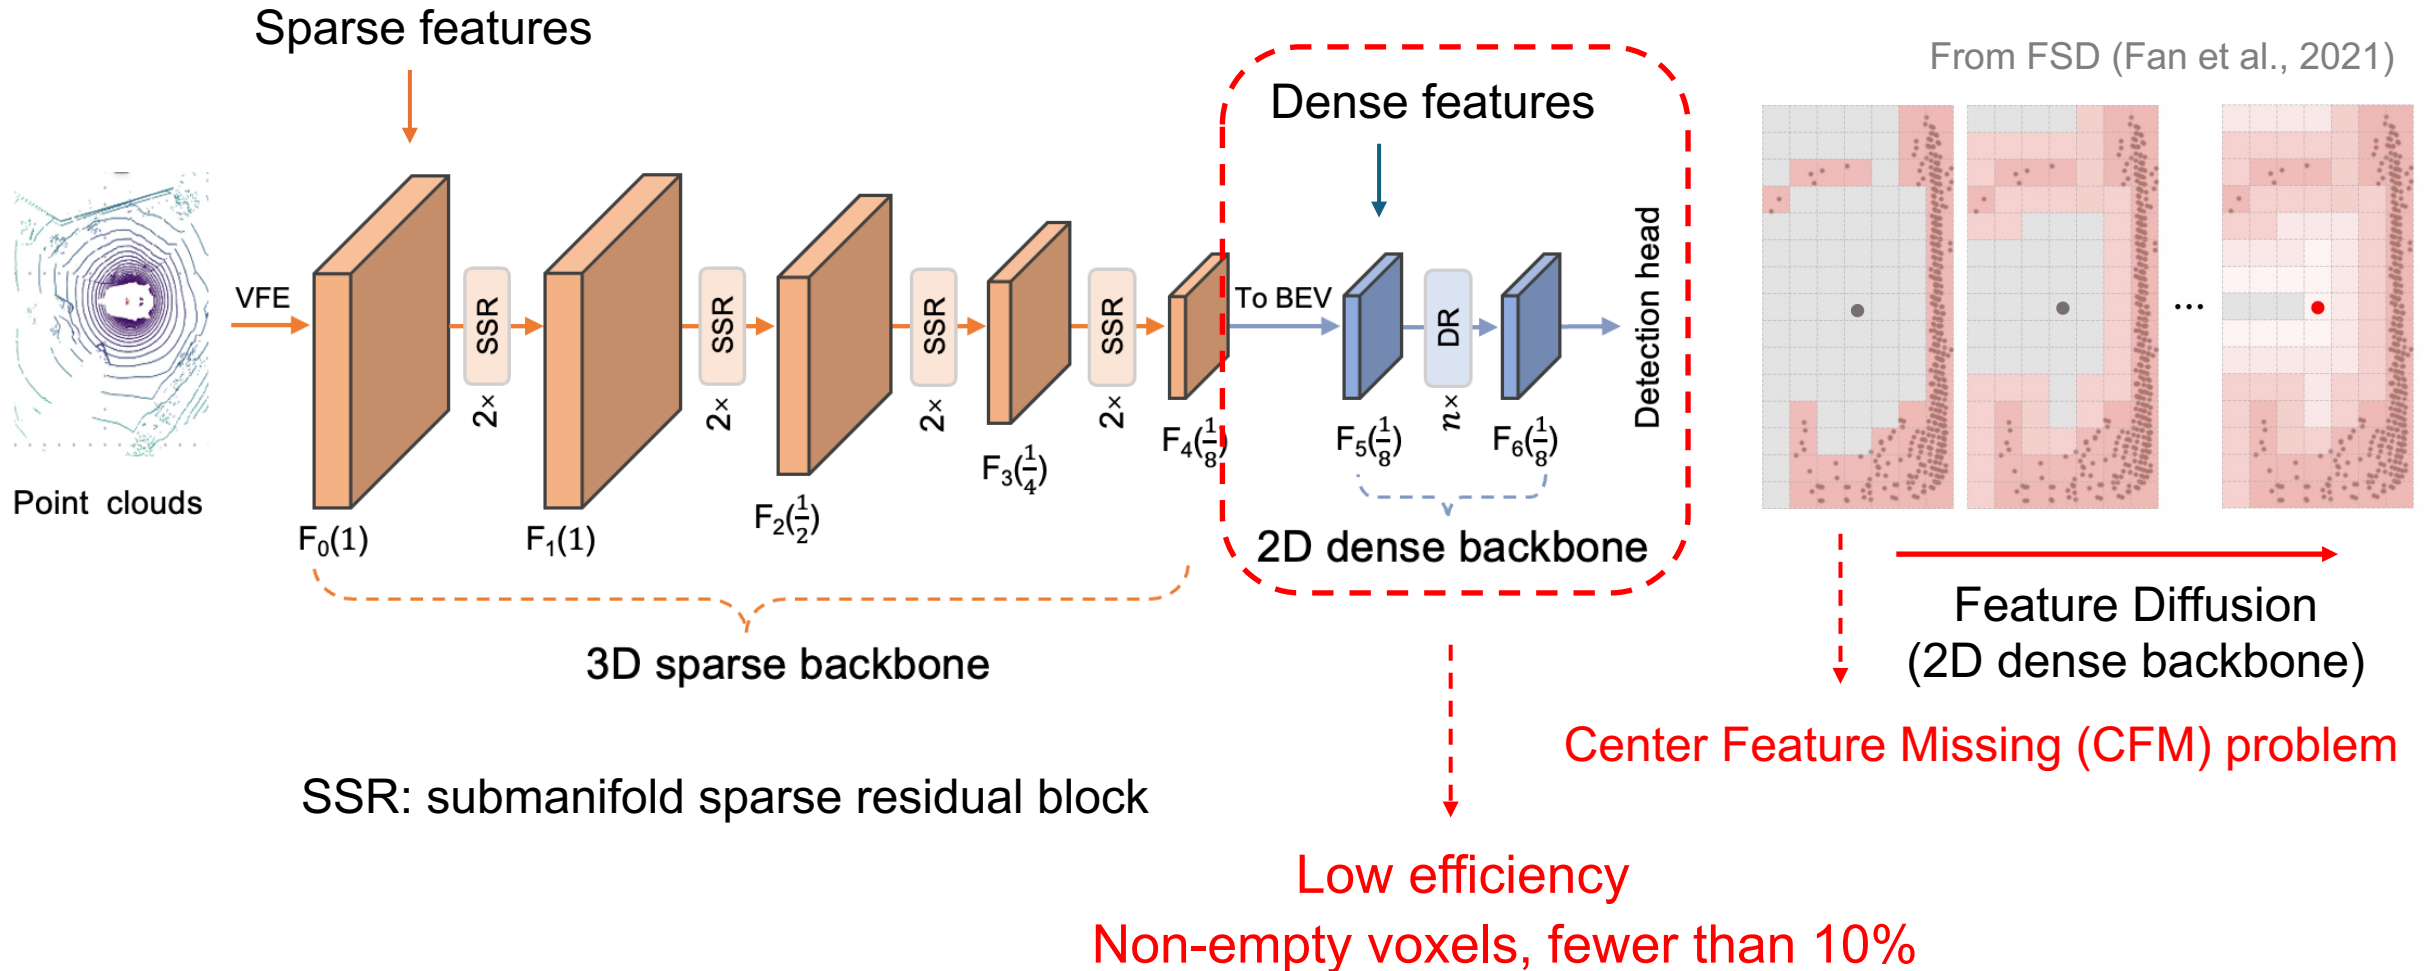 Sparse features
From FSD (Fan et al., 2021)
Dense features
VFE
SSR
2×
SSR
2×
SSR
2×
SSR
2×
To BEV
DR
n×
Detection head
...
Point clouds
F₀(1)
F₁(1)
F₂(1/2)
F₃(1/4)
F₄(1/8)
F₅(1/8)
F₆(1/8)
2D dense backbone
3D sparse backbone
Feature Diffusion
(2D dense backbone)
Center Feature Missing (CFM) problem
SSR: submanifold sparse residual block
Low efficiency
Non-empty voxels, fewer than 10%